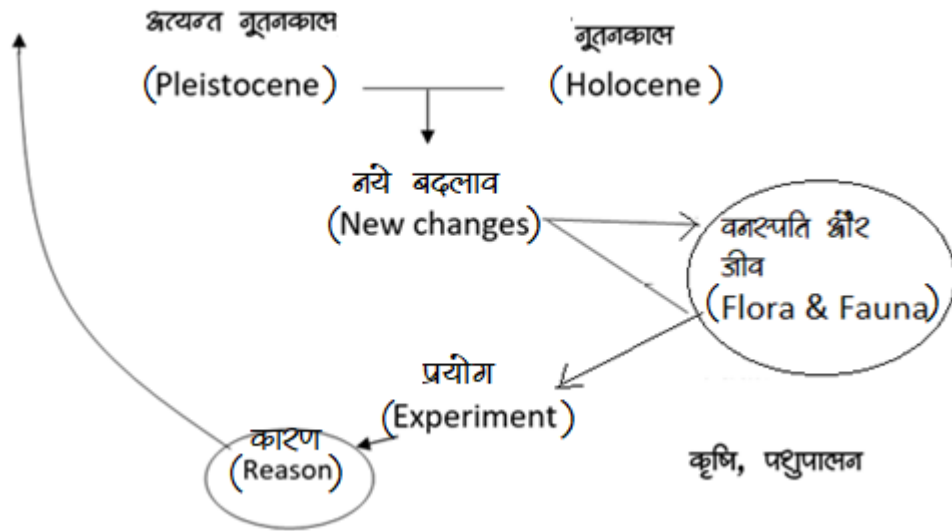 अत्यन्त नूतनकाल
(Pleistocene)
नूतनकाल
(Holocene)
नये बदलाव
(New changes)
वनस्पति और
जीव
(Flora & Fauna)
प्रयोग
(Experiment)
कारण
(Reason)
कृषि, पशुपालन